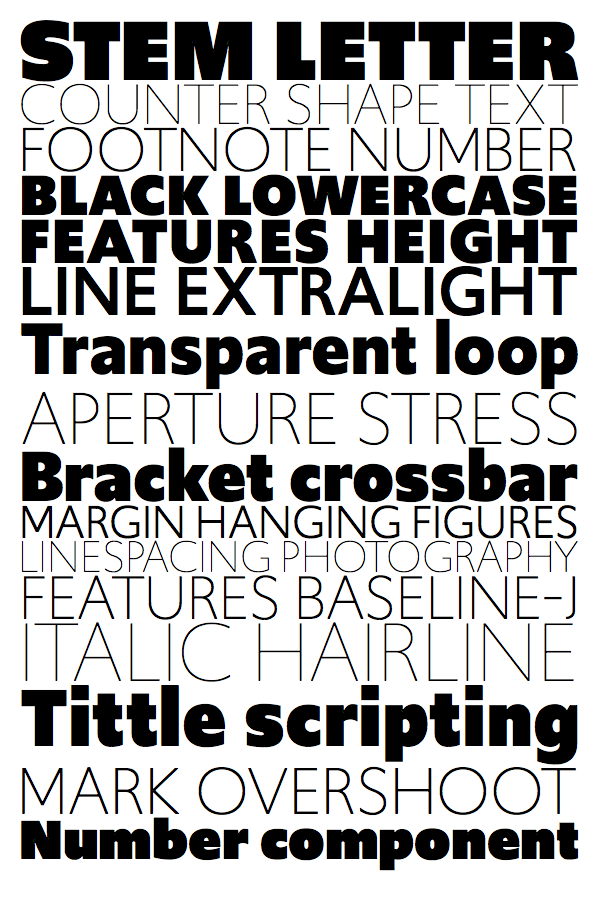 STEM LETTER
COUNTER SHAPE TEXT
FOOTNOTE NUMBER
BLACK LOWERCASE
FEATURES HEIGHT
LINE EXTRALIGHT
Transparent loop
APERTURE STRESS
Bracket crossbar
MARGIN HANGING FIGURES
LINESPACING PHOTOGRAPHY
FEATURES BASELINE-J
ITALIC HAIRLINE
Tittle scripting
MARK OVERSHOOT
Number component